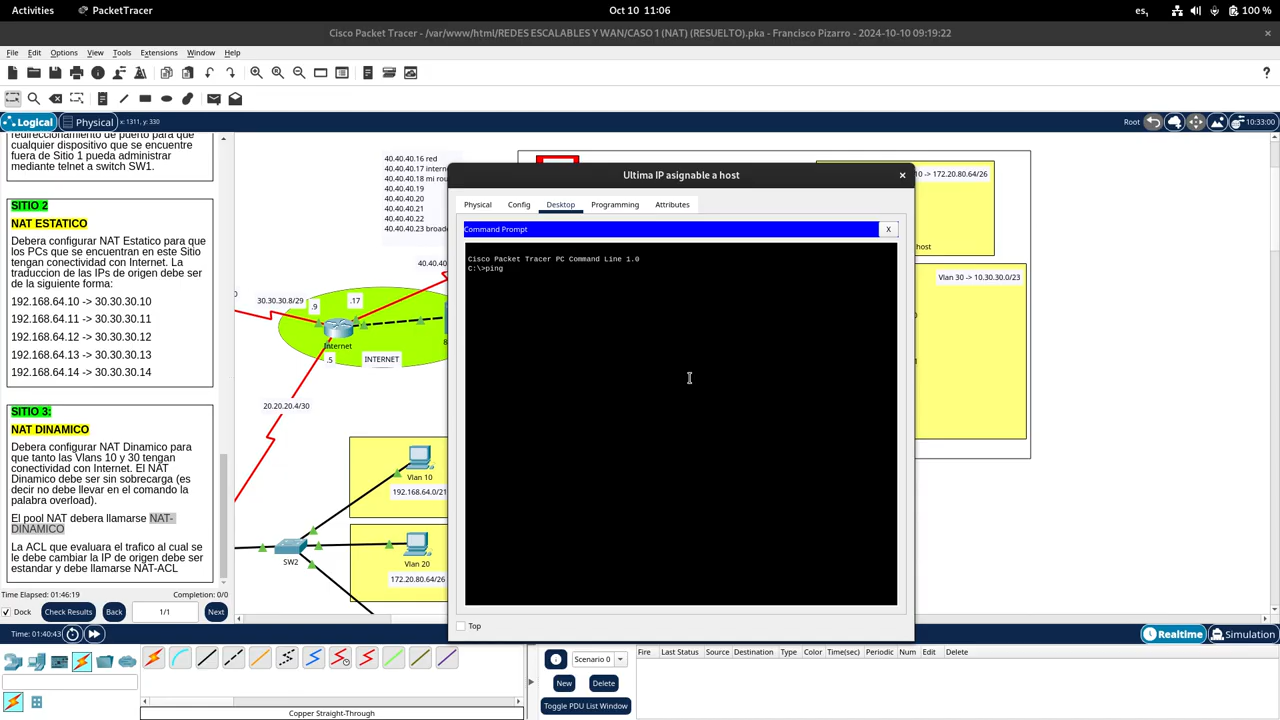 Activities
PacketTracer
Oct 10 11:06
es,
100 %
Cisco Packet Tracer - /var/www/html/REDES ESCALABLES Y WAN/CASO 1 (NAT) (RESUELTO).pka - Francisco Pizarro - 2024-10-10 09:19:22
File Edit Options View Tools Extensions Window Help
Logical
Physical
x: 1311, y: 330
Root
10:33:00
redireccionamiento de puerto para que
cualquier dispositivo que se encuentre
fuera de Sitio 1 pueda administrar
mediante telnet a switch SW1.
SITIO 2
NAT ESTATICO
Debera configurar NAT Estatico para que
los PCs que se encuentran en este Sitio
tengan conectividad con Internet. La
traduccion de las IPs de origen debe ser
de la siguiente forma:
192.168.64.10 -> 30.30.30.10
192.168.64.11 -> 30.30.30.11
192.168.64.12 -> 30.30.30.12
192.168.64.13 -> 30.30.30.13
192.168.64.14 -> 30.30.30.14
SITIO 3:
NAT DINAMICO
Debera configurar NAT Dinamico para
que tanto las Vlans 10 y 30 tengan
conectividad con Internet. El NAT
Dinamico debe ser sin sobrecarga (es
decir no debe llevar en el comando la
palabra overload).
El pool NAT debera llamarse NAT-
DINAMICO
La ACL que evaluara el trafico al cual se
le debe cambiar la IP de origen debe ser
estandar y debe llamarse NAT-ACL
Time Elapsed: 01:46:19
Completion: 0/0
Dock
Check Results
Back
1/1
Next
40.40.40.16 red
40.40.40.17 intern
40.40.40.18 mi rou
40.40.40.19
40.40.40.20
40.40.40.21
40.40.40.22
40.40.40.23 broadc
40.40.40
0
30.30.30.8/29
.9
.17
Internet
.5
INTERNET
8
20.20.20.4/30
Vlan 10
192.168.64.0/21
SW2
Vlan 20
172.20.80.64/26
10 -> 172.20.80.64/26
host
Vlan 30 -> 10.30.30.0/23
Ultima IP asignable a host
Physical
Config
Desktop
Programming
Attributes
Command Prompt
X
Cisco Packet Tracer PC Command Line 1.0
C:\>ping
Top
Time: 01:40:43
Realtime
Simulation
Scenario 0
New
Delete
Toggle PDU List Window
Fire Last Status Source Destination Type Color Time(sec) Periodic Num Edit Delete
Copper Straight-Through